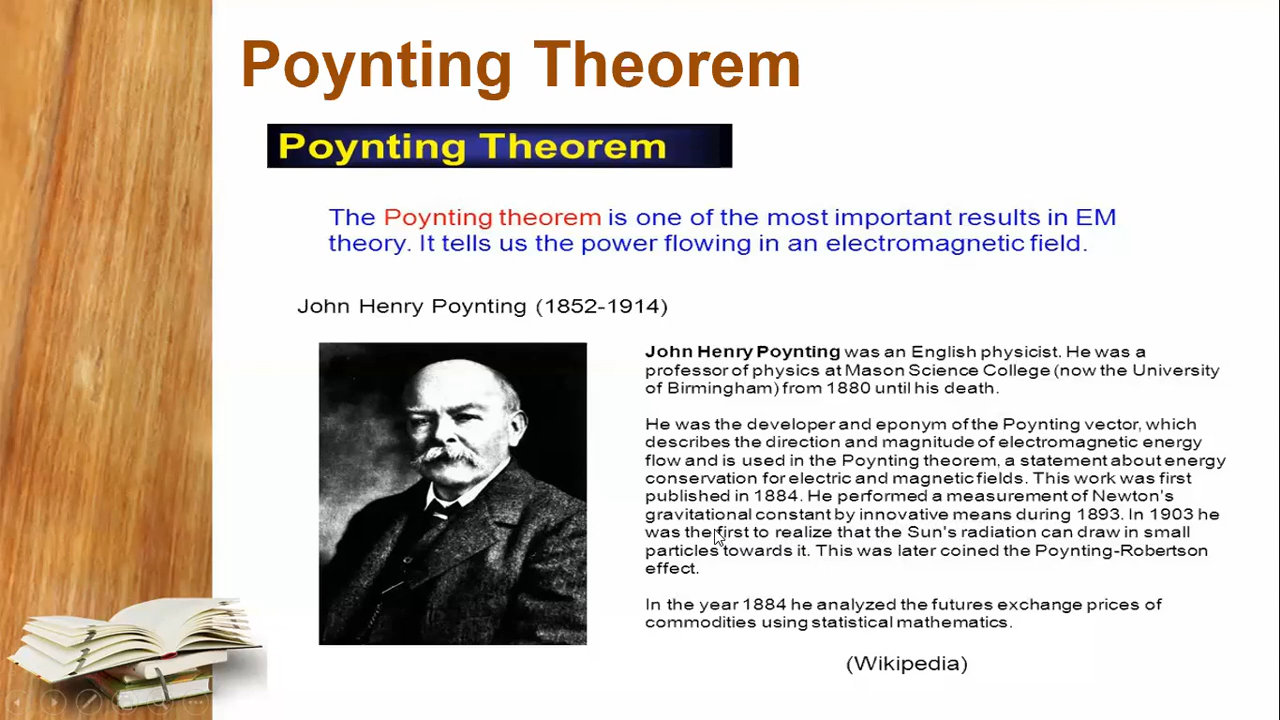 Poynting Theorem
Poynting Theorem
The Poynting theorem is one of the most important results in EM
theory. It tells us the power flowing in an electromagnetic field.
John Henry Poynting (1852-1914)
John Henry Poynting was an English physicist. He was a
professor of physics at Mason Science College (now the University
of Birmingham) from 1880 until his death.
He was the developer and eponym of the Poynting vector, which
describes the direction and magnitude of electromagnetic energy
flow and is used in the Poynting theorem, a statement about energy
conservation for electric and magnetic fields. This work was first
published in 1884. He performed a measurement of Newton's
gravitational constant by innovative means during 1893. In 1903 he
was the first to realize that the Sun's radiation can draw in small
particles towards it. This was later coined the Poynting-Robertson
effect.
In the year 1884 he analyzed the futures exchange prices of
commodities using statistical mathematics.
(Wikipedia)